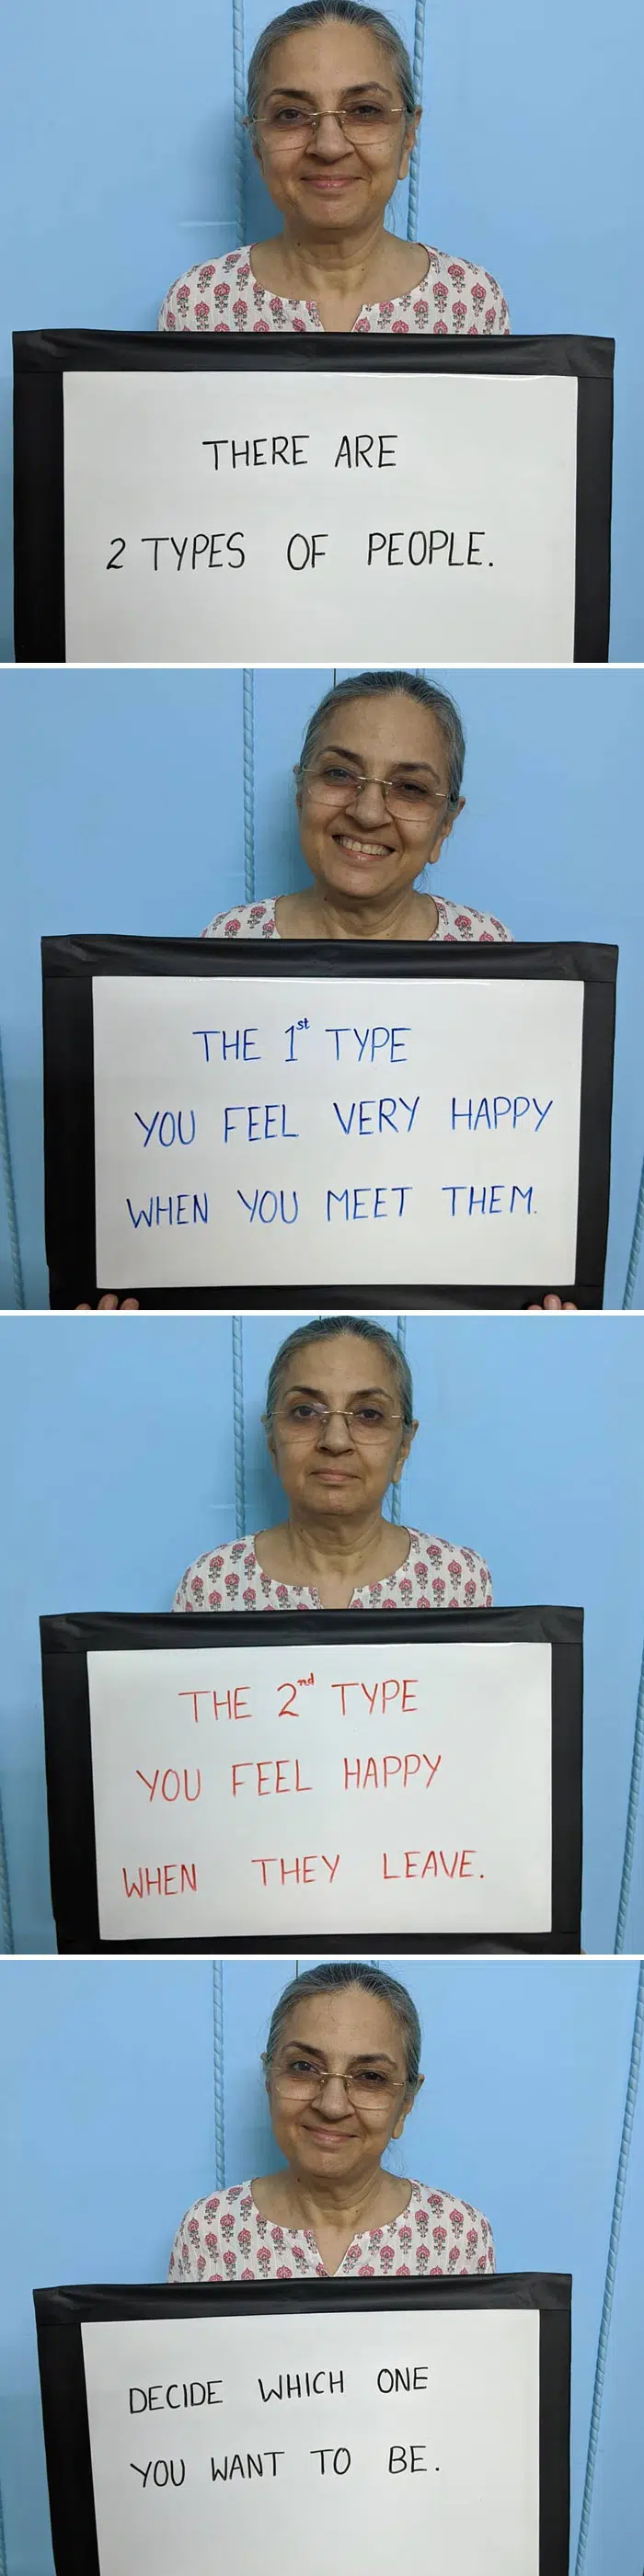 THERE ARE
2 TYPES OF PEOPLE.
THE 1st TYPE
YOU FEEL VERY HAPPY
WHEN YOU MEET THEM.
THE 2nd TYPE
YOU FEEL HAPPY
WHEN THEY LEAVE.
DECIDE WHICH ONE
YOU WANT TO BE.